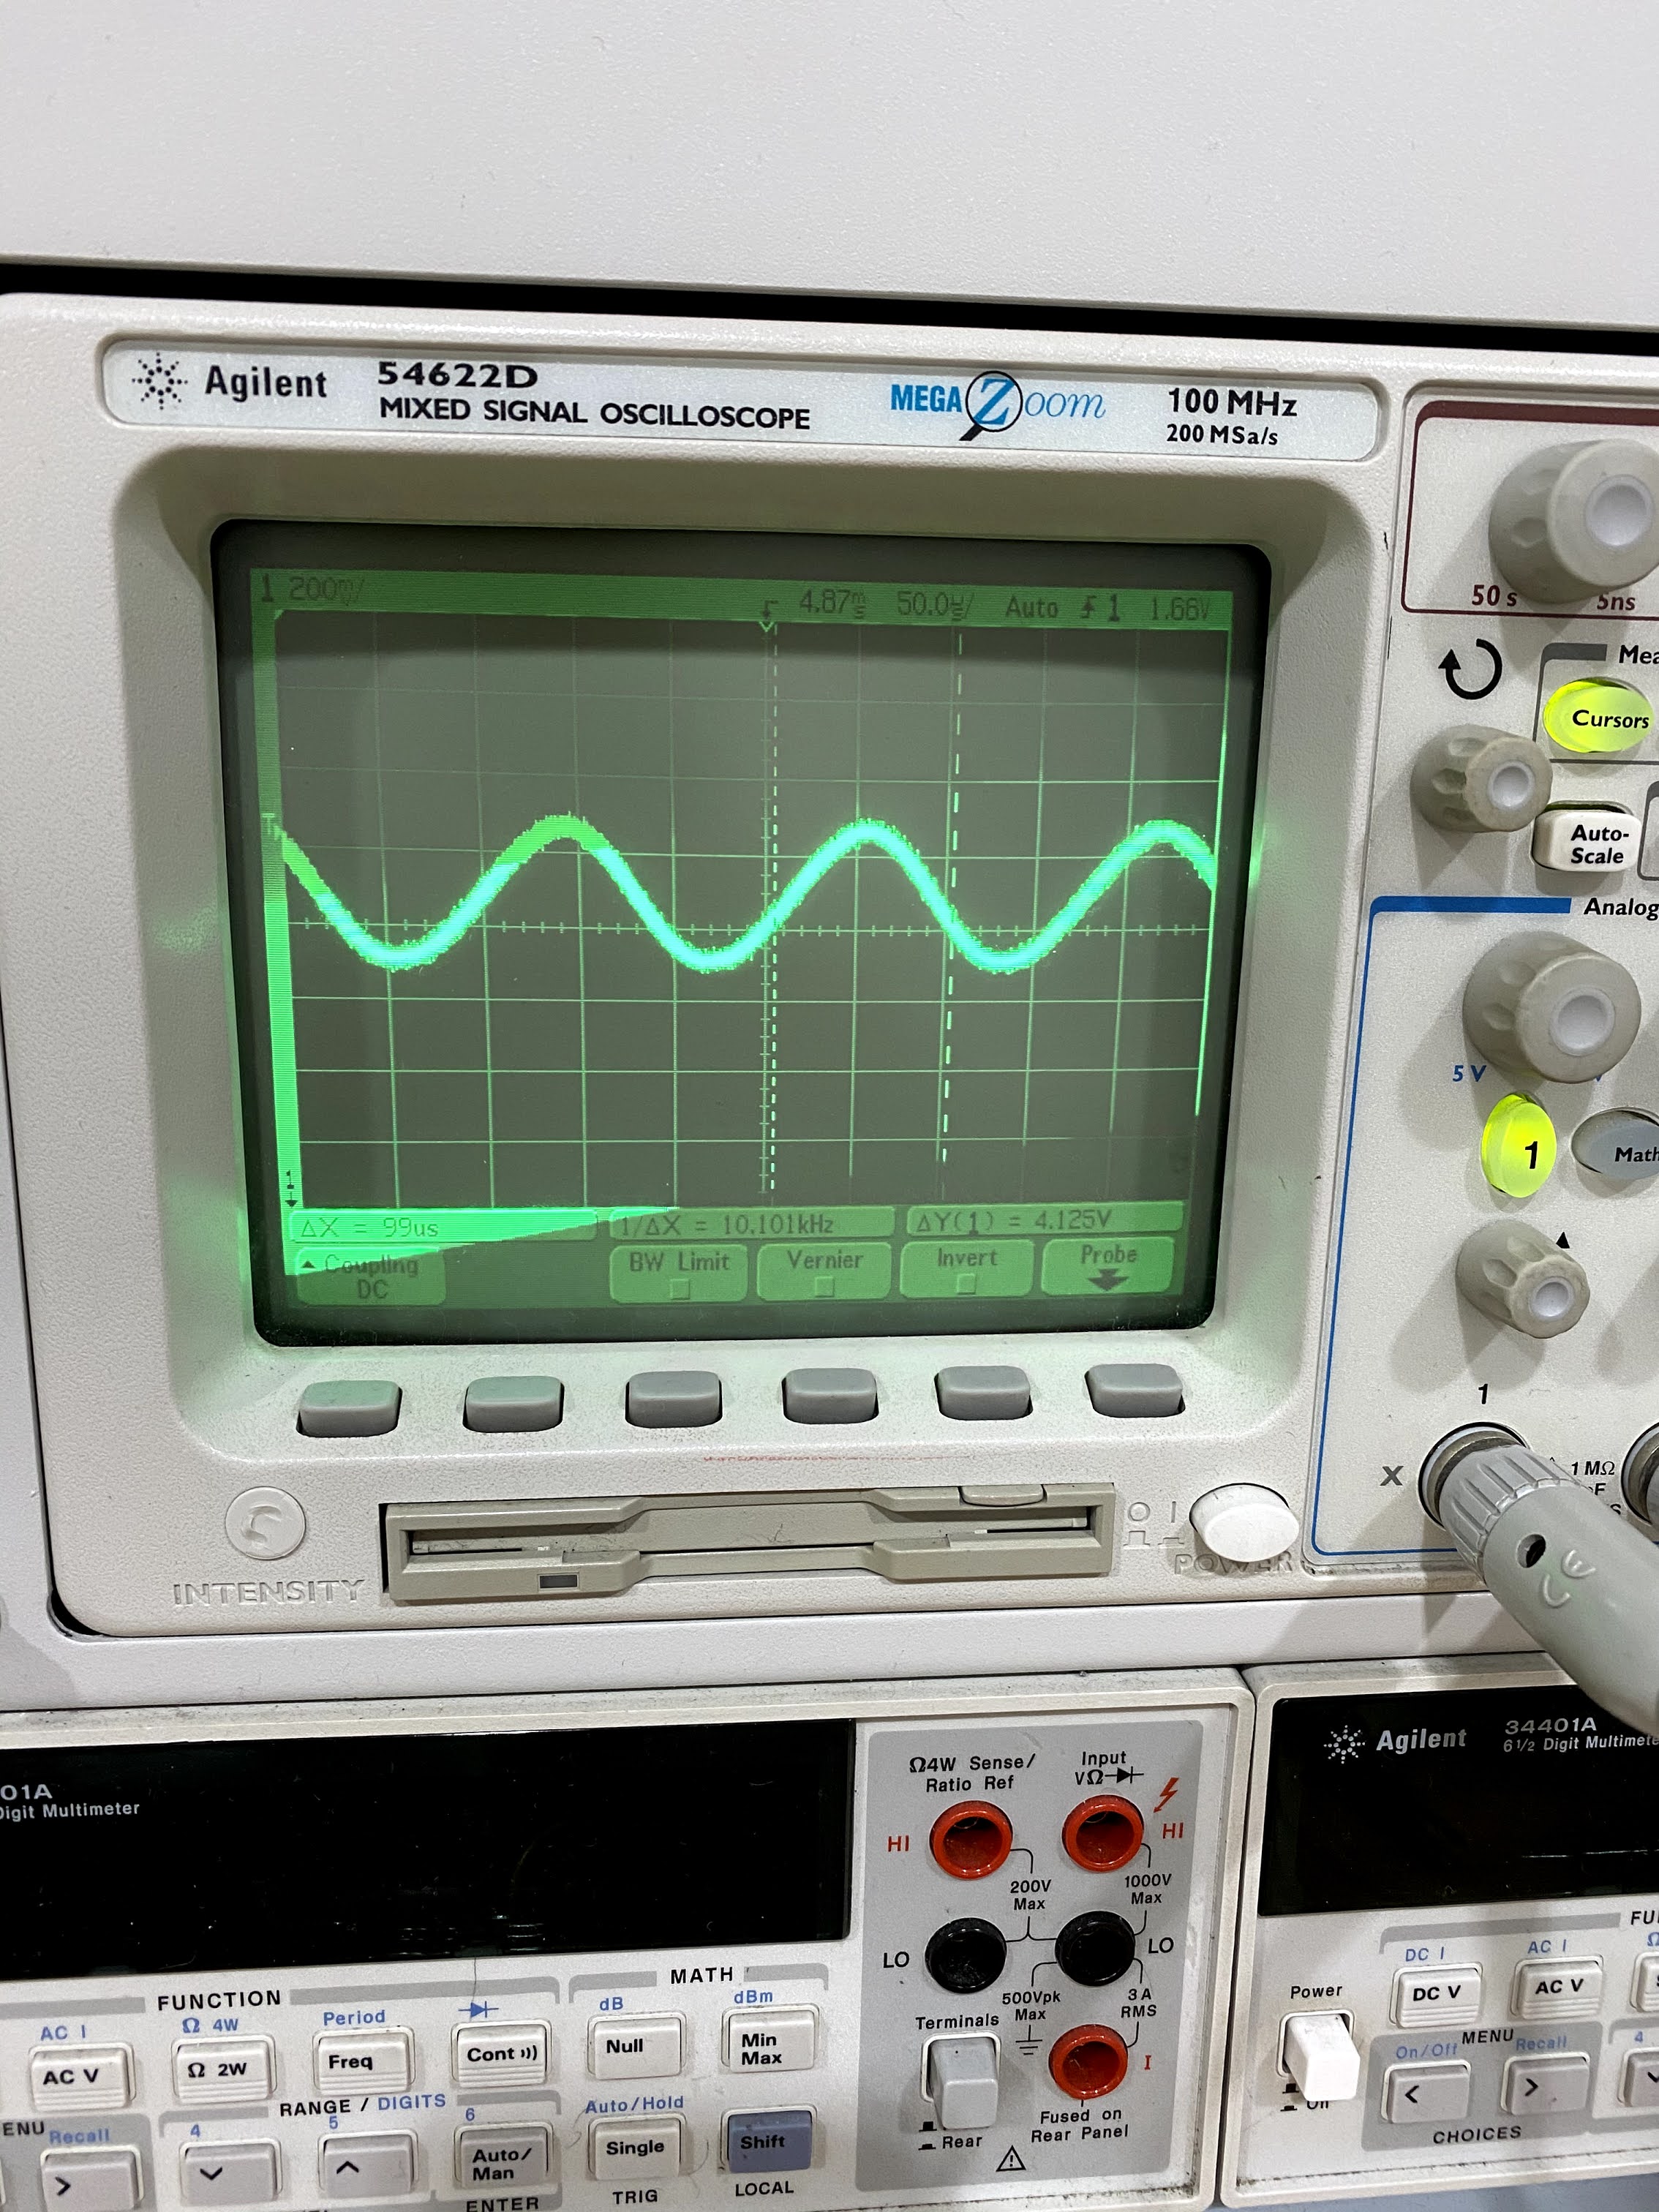 Agilent
54622D
MIXED SIGNAL OSCILLOSCOPE
MEGA Zoom
100 MHz
200 MSa/s
50 s 5ns
1 200mV/ 4.87ms 50.0us/ Auto 1 1.66V
Cursors
Auto-
Scale
5 V
1
Math
1
ΔX = 99us 1/ΔX = 10.101kHz ΔY(1) = 4.125V
Coupling
DC
BW Limit Vernier Invert Probe
1
X
1 MΩ
INTENSITY
POWER
Digit Multimeter
Ω4W Sense/
Ratio Ref
Input
VΩ
HI HI
200V
Max
1000V
Max
LO LO
500Vpk
Max
3 A
RMS
Terminals
I
Rear
Fused on
Rear Panel
FUNCTION
MATH
AC I Ω 4W Period dB dBm
AC V Ω 2W Freq Cont Null Min
Max
RANGE / DIGITS
Recall 4 5 6 Auto/Hold
> Auto/
Man
Single Shift
ENTER TRIG LOCAL
Agilent 34401A
6½ Digit
Power
DC I AC I
DC V AC V
On/Off MENU Recall 4
< >
CHOICES